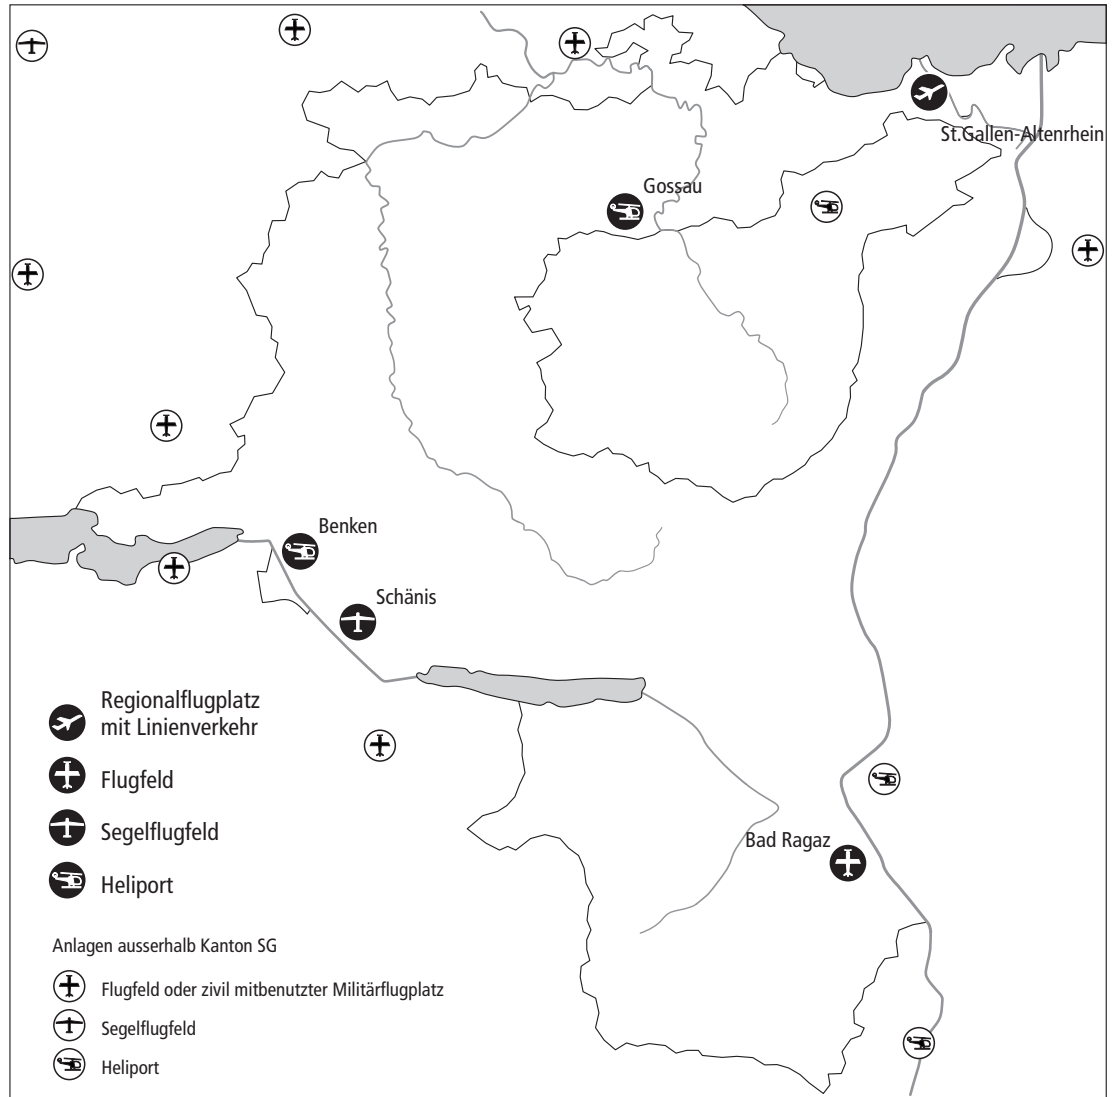 St.Gallen-Altenrhein
Gossau
Benken
Schänis
Regionalflugplatz
mit Linienverkehr
Flugfeld
Segelflugfeld
Heliport
Bad Ragaz
Anlagen ausserhalb Kanton SG
Flugfeld oder zivil mitbenutzter Militärflugplatz
Segelflugfeld
Heliport